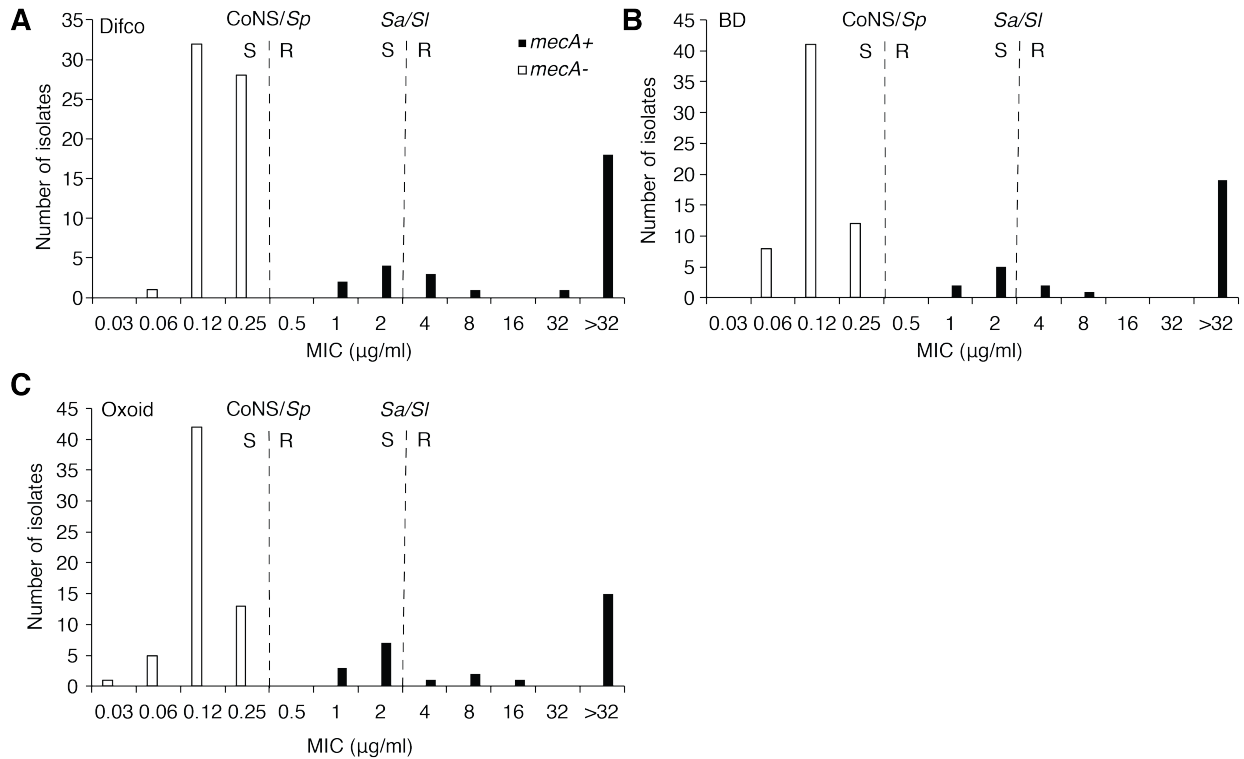 A
Difco
CoNS/Sp
Sa/Sl
S R
S R
mecA+
mecA-
Number of isolates
35
30
25
20
15
10
5
0
0.03 0.06 0.12 0.25 0.5 1 2 4 8 16 32 >32
MIC (µg/ml)
B
BD
CoNS/Sp
Sa/Sl
S R
S R
Number of isolates
45
40
35
30
25
20
15
10
5
0
0.03 0.06 0.12 0.25 0.5 1 2 4 8 16 32 >32
MIC (µg/ml)
C
Oxoid
CoNS/Sp
Sa/Sl
S R
S R
Number of isolates
45
40
35
30
25
20
15
10
5
0
0.03 0.06 0.12 0.25 0.5 1 2 4 8 16 32 >32
MIC (µg/ml)